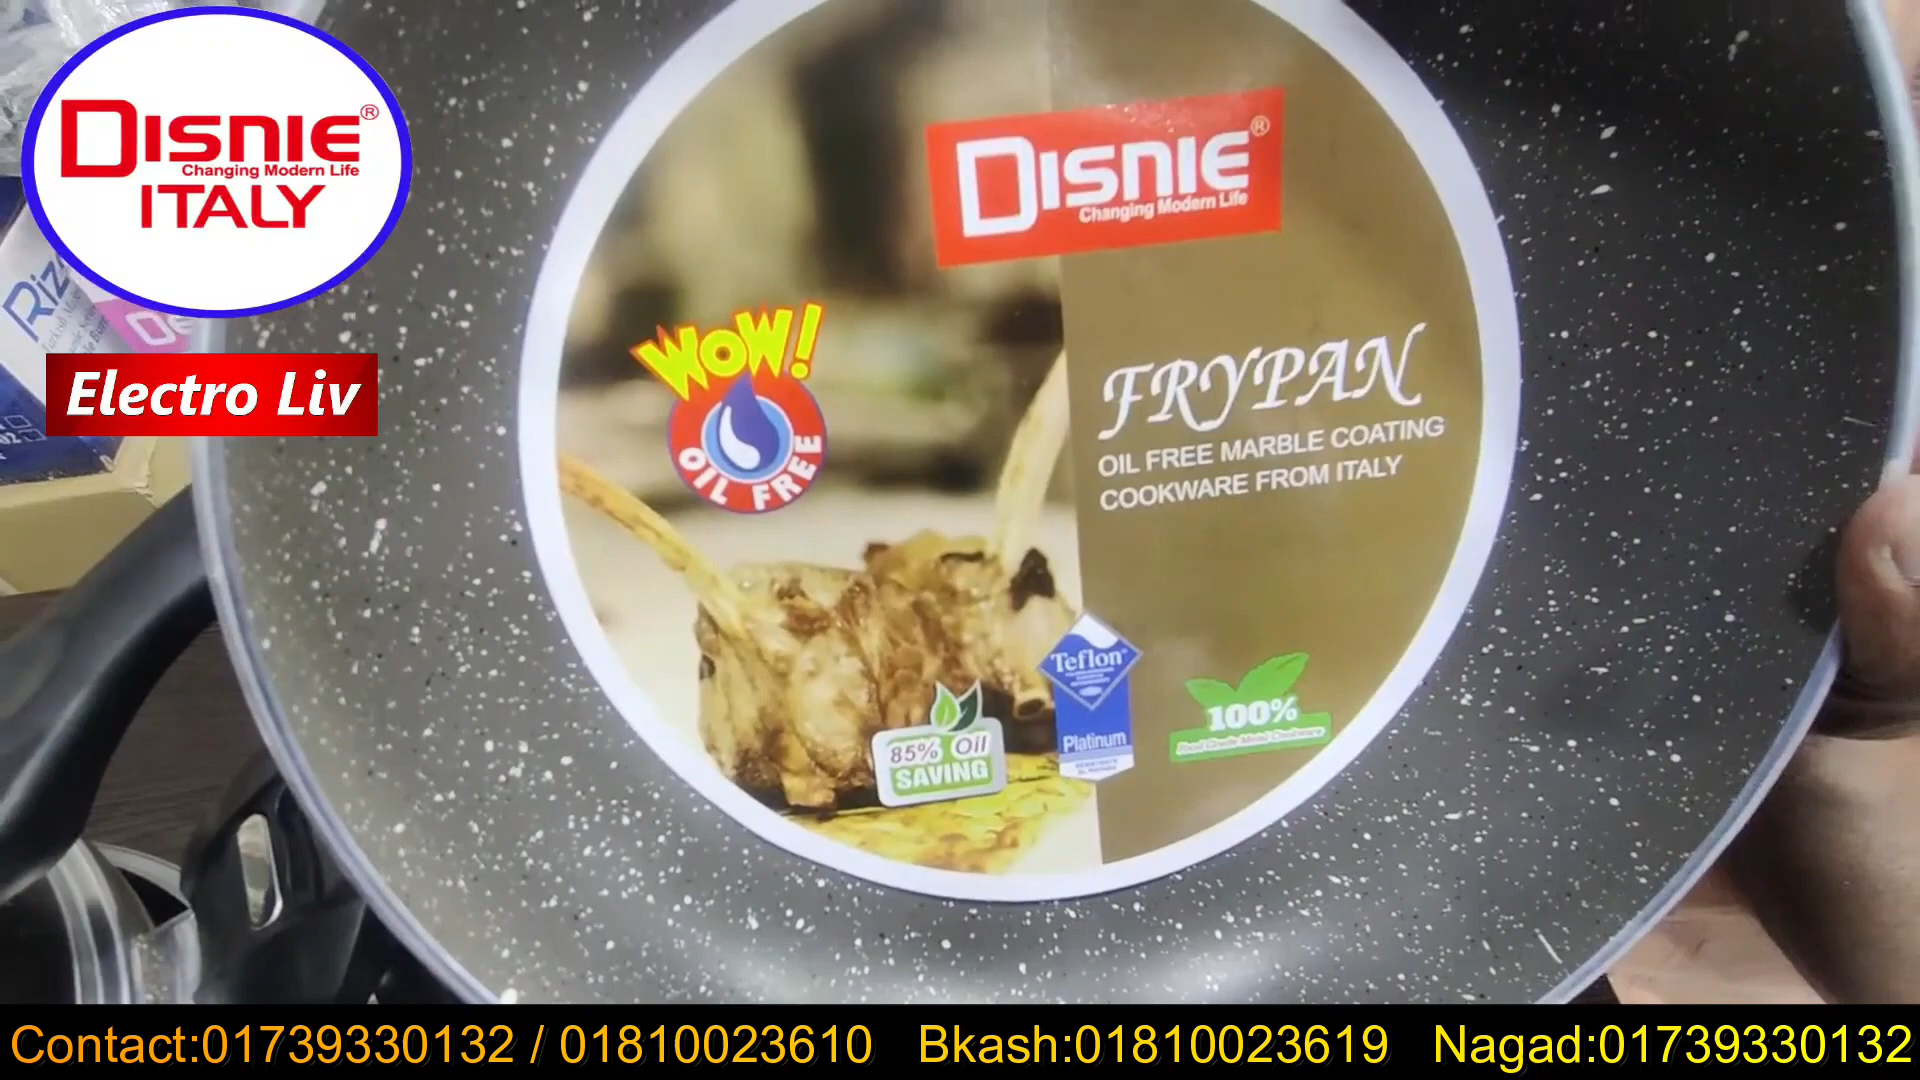 DISNIE®
Changing Modern Life
ITALY
Electro Liv
DISNIE®
Changing Modern Life
WOW!
OIL FREE
FRYPAN
OIL FREE MARBLE COATING
COOKWARE FROM ITALY
Teflon
Platinum
85% Oil
SAVING
100%
Riz
Contact:01739330132 / 01810023610 Bkash:01810023619 Nagad:01739330132